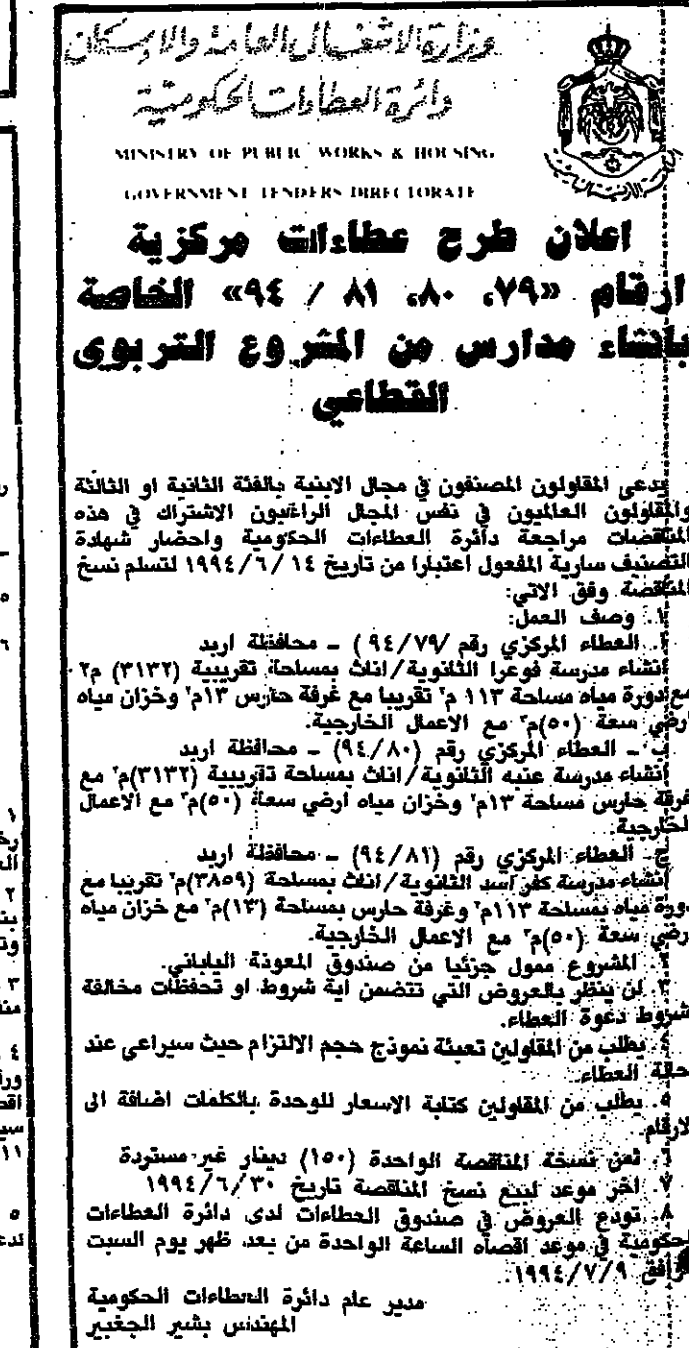 وزارة الاشغال العامة والاسكان
دائرة العطاءات الحكومية
MINISTRY OF PUBLIC WORKS & HOUSING
GOVERNMENT TENDERS DIRECTORATE
اعلان طرح عطاءات مركزية
ارقام «٧٩، ٨٠، ٨١ / ٩٤» الخاصة
بانشاء مدارس من المشروع التربوي
القطاعي
يدعى المقاولون المصنفون في مجال الابنية بالفئة الثانية او الثالثة
والمقاولون العالميون في نفس المجال الراغبون الاشتراك في هذه
المناقصات مراجعة دائرة العطاءات الحكومية واحضار شهادة
التصنيف سارية المفعول اعتبارا من تاريخ ١٤ /٦ /١٩٩٤ لتسلم نسخ
المناقصة وفق الاتي:
١. وصف العمل:
العطاء المركزي رقم /٩٤/٧٩ ) ـ محافظة اربد
انشاء مدرسة فوعرا الثانوية/اناث بمساحة تقريبية (٣١٣٢) م٢
مع دورة مياه مساحة ١١٣ م٢ تقريبا مع غرفة حارس ١٣م٢ وخزان مياه
ارضي سعة (٥٠)م٣ مع الاعمال الخارجية.
ب ـ العطاء المركزي رقم (٩٤/٨٠) ـ محافظة اربد
انشاء مدرسة عنبه الثانوية/اناث بمساحة تقريبية (٣١٣٢)م٢ مع
غرفة حارس مساحة ١٣م٢ وخزان مياه ارضي سعة (٥٠)م٣ مع الاعمال
الخارجية.
ج ـ العطاء المركزي رقم (٩٤/٨١) ـ محافظة اربد
انشاء مدرسة كفر اسد الثانوية/اناث بمساحة (٣٨٥٩)م٢ تقريبا مع
دورة مياه بمساحة ١١٣م٢ وغرفة حارس بمساحة (١٣)م٢ مع خزان مياه
ارضي سعة (٥٠)م٣ مع الاعمال الخارجية.
٢. المشروع ممول جزئيا من صندوق المعونة الياباني.
٣. لن ينظر بالعروض التي تتضمن اية شروط او تحفظات مخالفة
شروط دعوة العطاء.
٤. يطلب من المقاولين تعبئة نموذج حجم الالتزام حيث سيراعى عند
احالة العطاء.
٥. يطلب من المقاولين كتابة الاسعار للوحدة بالكلمات اضافة الى
الارقام.
٦. ثمن نسخة المناقصة الواحدة (١٥٠) دينار غير مستردة
٧. اخر موعد لبيع نسخ المناقصة تاريخ ٣٠ /٦ /١٩٩٤
٨. تودع العروض في صندوق العطاءات لدى دائرة العطاءات
الحكومية في موعد اقصاه الساعة الواحدة من بعد ظهر يوم السبت
الموافق ٩ /٧ /١٩٩٤.
مدير عام دائرة العطاءات الحكومية
المهندس بشير الجغبير